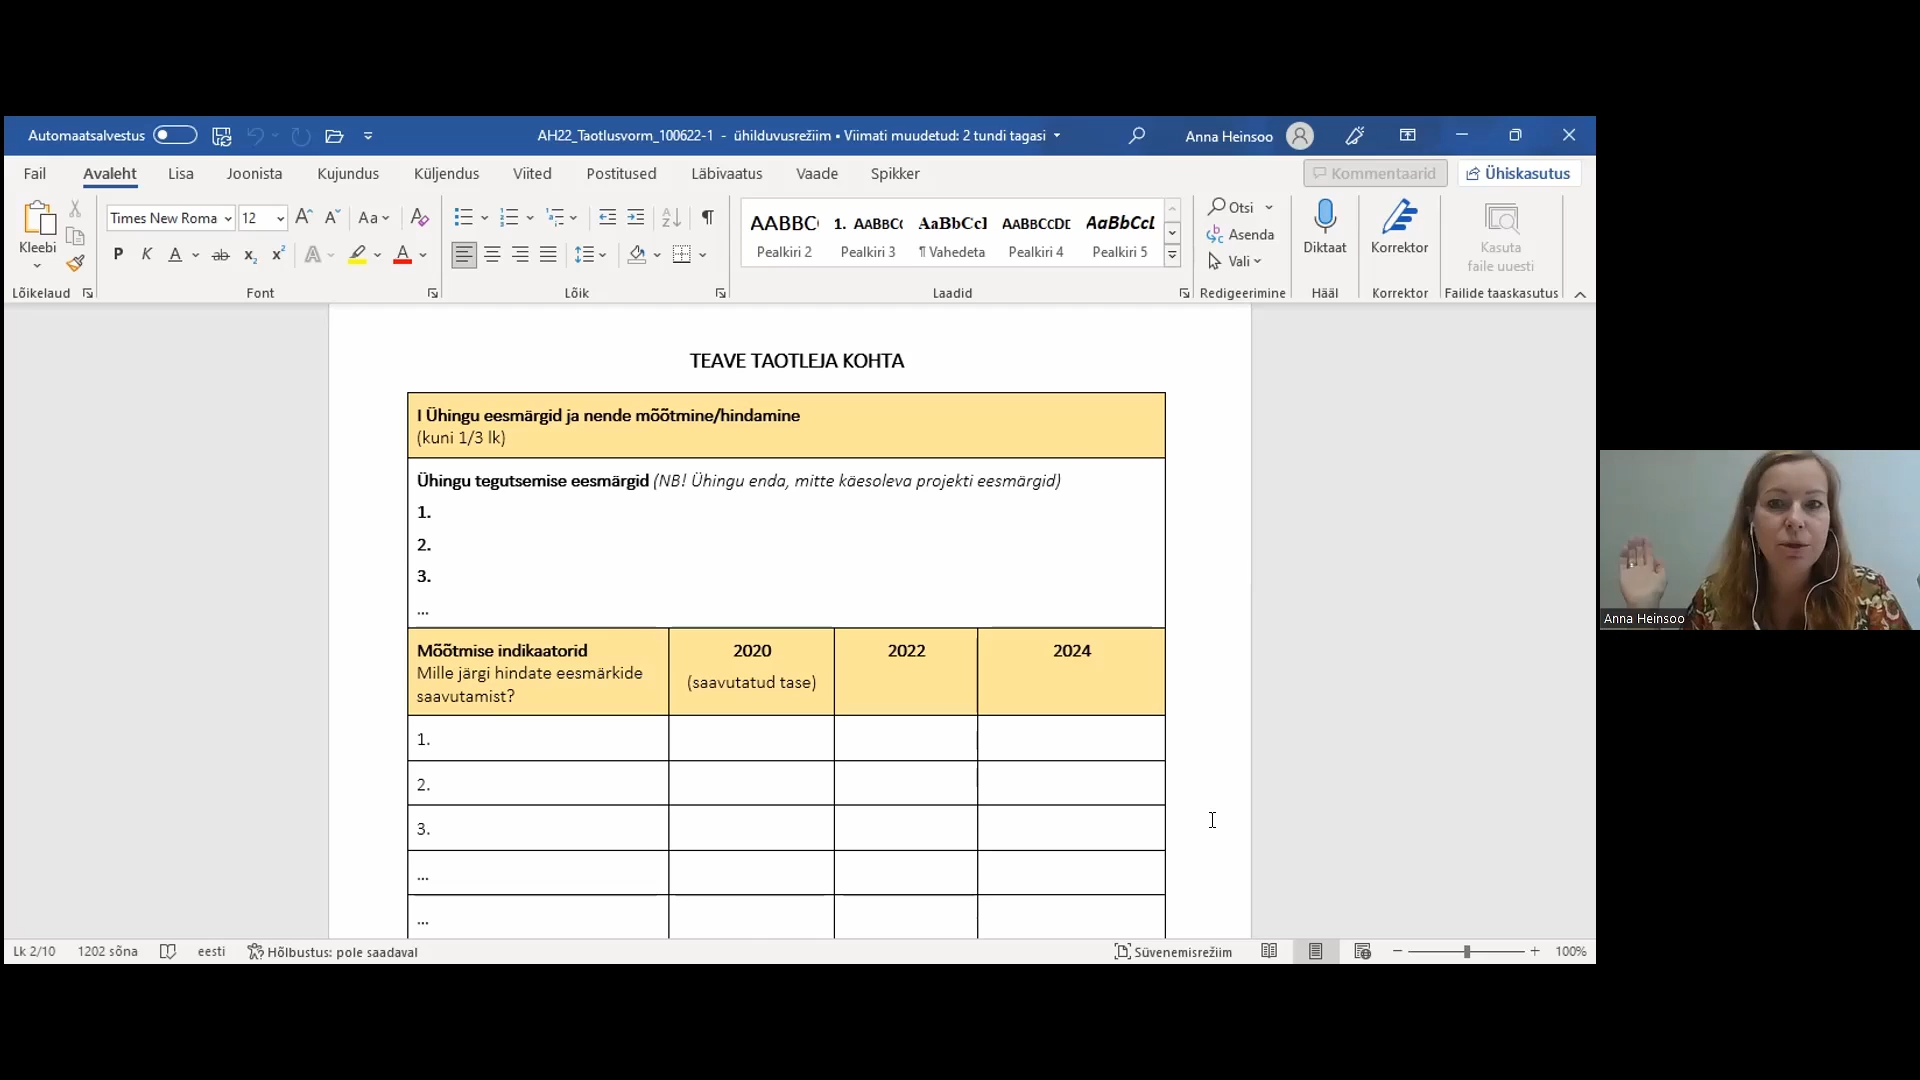 Automaatsalvestus
AH22_Taotlusvorm_100622-1 - ühilduvusrežiim • Viimati muudetud: 2 tundi tagasi
Anna Heinsoo
Fail Avaleht Lisa Joonista Kujundus Küljendus Viited Postitused Läbivaatus Vaade Spikker
Kommentaarid Ühiskasutus
Kleebi
Times New Roma 12
AABBC 1. AABBC AaBbCcI AABBCCDE AaBbCcL
Pealkiri 2 Pealkiri 3 ¶ Vahedeta Pealkiri 4 Pealkiri 5
Otsi
Asenda
Vali
Diktaat
Korrektor
Kasuta
faile uuesti
Lõikelaud Font Lõik Laadid Redigeerimine Hääl Korrektor Failide taaskasutus
TEAVE TAOTLEJA KOHTA
I Ühingu eesmärgid ja nende mõõtmine/hindamine
(kuni 1/3 lk)
Ühingu tegutsemise eesmärgid (NB! Ühingu enda, mitte käesoleva projekti eesmärgid)
1.
2.
3.
...
Mõõtmise indikaatorid
Mille järgi hindate eesmärkide
saavutamist?
2020
(saavutatud tase)
2022
2024
1.
2.
3.
...
...
Anna Heinsoo
Lk 2/10 1202 sõna eesti Hõlbustus: pole saadaval Süvenemisrežiim 100%